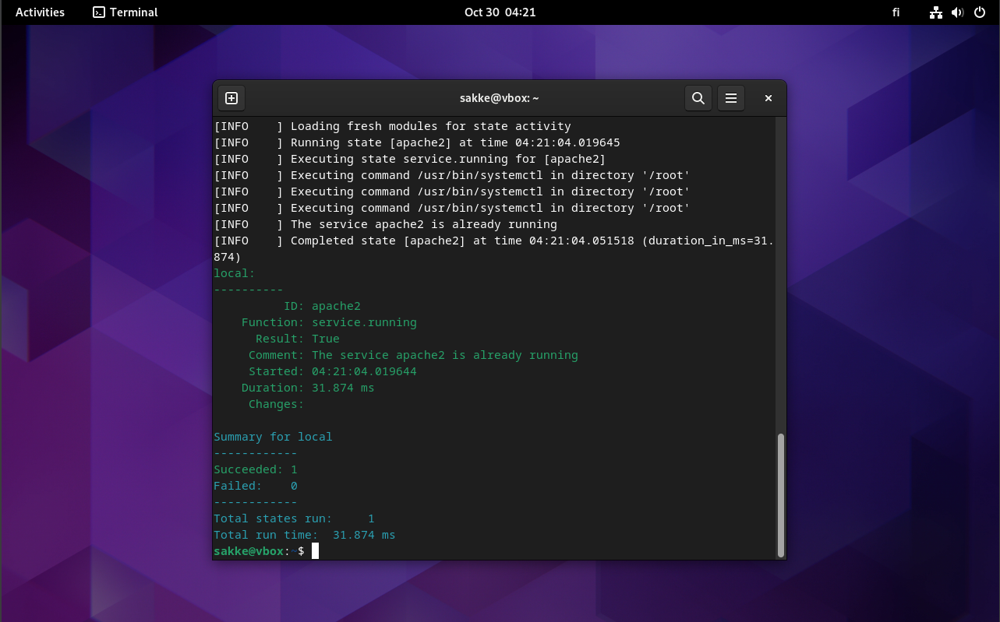 Activities Terminal Oct 30 04:21 fi
sakke@vbox: ~
[INFO    ] Loading fresh modules for state activity
[INFO    ] Running state [apache2] at time 04:21:04.019645
[INFO    ] Executing state service.running for [apache2]
[INFO    ] Executing command /usr/bin/systemctl in directory '/root'
[INFO    ] Executing command /usr/bin/systemctl in directory '/root'
[INFO    ] Executing command /usr/bin/systemctl in directory '/root'
[INFO    ] The service apache2 is already running
[INFO    ] Completed state [apache2] at time 04:21:04.051518 (duration_in_ms=31.
874)
local:
----------
          ID: apache2
    Function: service.running
      Result: True
     Comment: The service apache2 is already running
     Started: 04:21:04.019644
    Duration: 31.874 ms
     Changes:
Summary for local
------------
Succeeded: 1
Failed:    0
------------
Total states run:     1
Total run time:  31.874 ms
sakke@vbox:~$